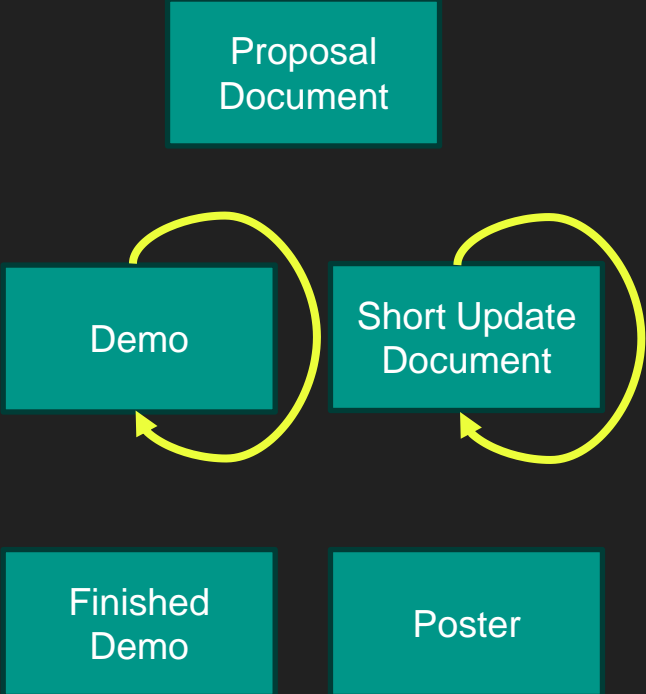 Proposal
Document
Demo
Short Update
Document
Finished
Demo
Poster